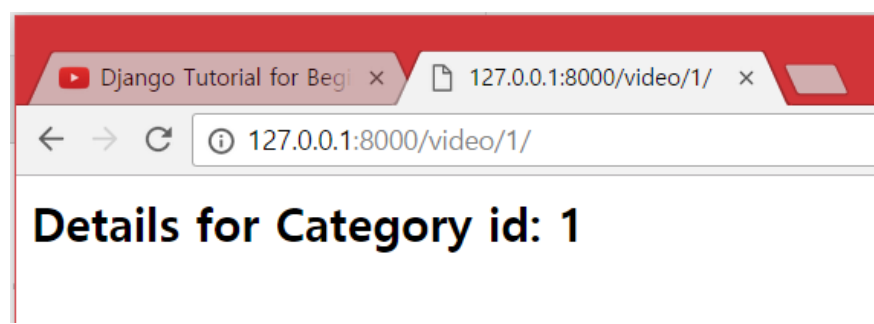 Django Tutorial for Begi
127.0.0.1:8000/video/1/
127.0.0.1:8000/video/1/
Details for Category id: 1